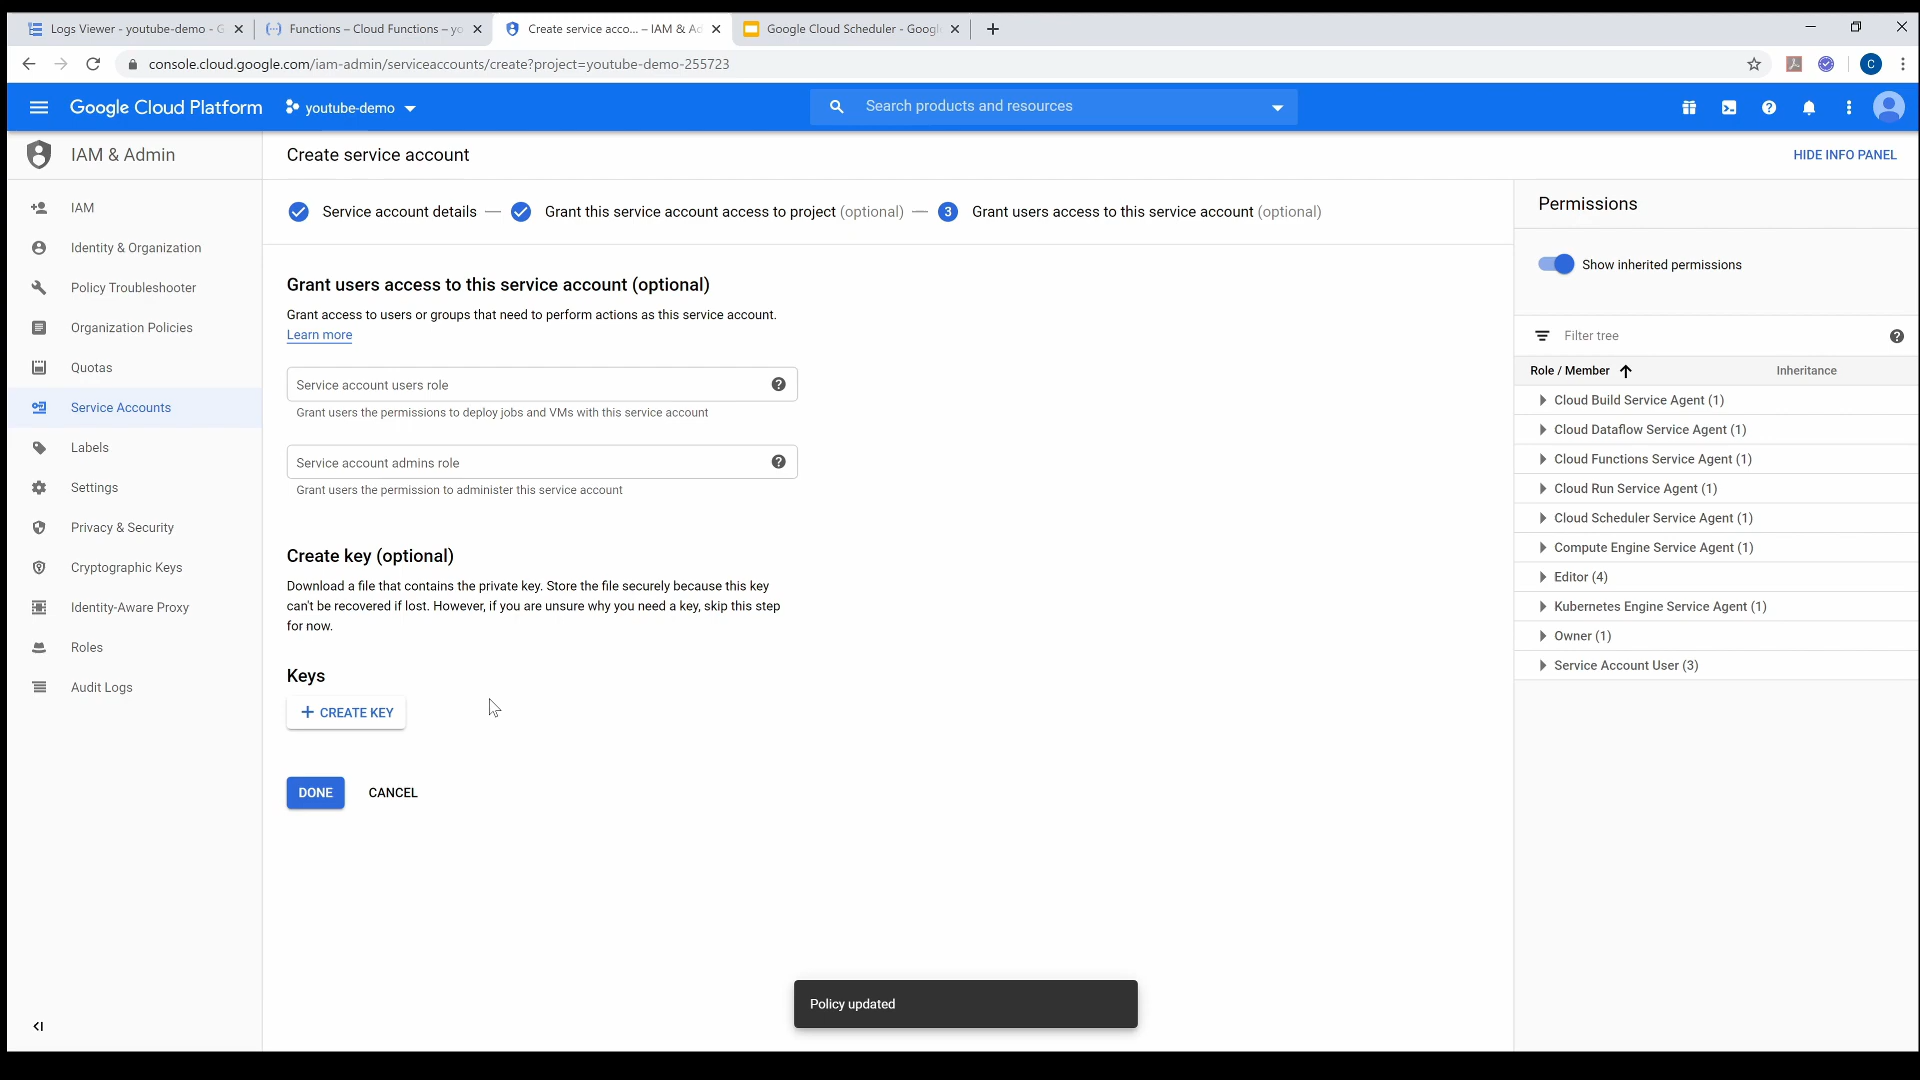 Logs Viewer - youtube-demo - G
Functions – Cloud Functions – yo
Create service acco... – IAM & Ad
Google Cloud Scheduler - Googl
console.cloud.google.com/iam-admin/serviceaccounts/create?project=youtube-demo-255723
C
Google Cloud Platform
youtube-demo
Search products and resources
IAM & Admin
Create service account
HIDE INFO PANEL
IAM
Identity & Organization
Policy Troubleshooter
Organization Policies
Quotas
Service Accounts
Labels
Settings
Privacy & Security
Cryptographic Keys
Identity-Aware Proxy
Roles
Audit Logs
Service account details — Grant this service account access to project (optional) — 3 Grant users access to this service account (optional)
Grant users access to this service account (optional)
Grant access to users or groups that need to perform actions as this service account.
Learn more
Service account users role
Grant users the permissions to deploy jobs and VMs with this service account
Service account admins role
Grant users the permission to administer this service account
Create key (optional)
Download a file that contains the private key. Store the file securely because this key
can't be recovered if lost. However, if you are unsure why you need a key, skip this step
for now.
Keys
+ CREATE KEY
DONE
CANCEL
Policy updated
Permissions
Show inherited permissions
Filter tree
Role / Member
Inheritance
Cloud Build Service Agent (1)
Cloud Dataflow Service Agent (1)
Cloud Functions Service Agent (1)
Cloud Run Service Agent (1)
Cloud Scheduler Service Agent (1)
Compute Engine Service Agent (1)
Editor (4)
Kubernetes Engine Service Agent (1)
Owner (1)
Service Account User (3)